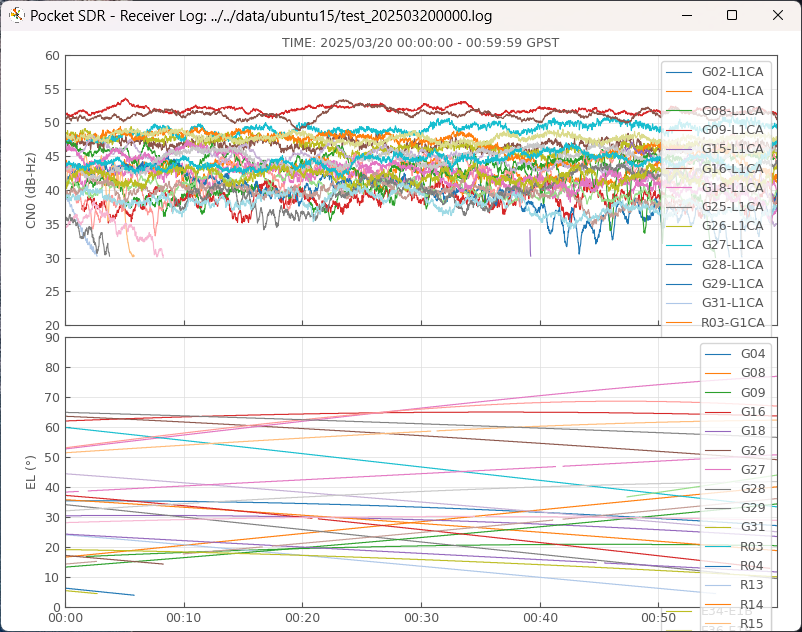 Pocket SDR - Receiver Log: ../../data/ubuntu15/test_202503200000.log
TIME: 2025/03/20 00:00:00 - 00:59:59 GPST
60
55
50
45
40
35
30
25
20
CN0 (dB-Hz)
G02-L1CA
G04-L1CA
G08-L1CA
G09-L1CA
G15-L1CA
G16-L1CA
G18-L1CA
G25-L1CA
G26-L1CA
G27-L1CA
G28-L1CA
G29-L1CA
G31-L1CA
R03-G1CA
90
80
70
60
50
40
30
20
10
0
EL (°)
G04
G08
G09
G16
G18
G26
G27
G28
G29
G31
R03
R04
R13
R14
R15
00:00
00:10
00:20
00:30
00:40
00:50